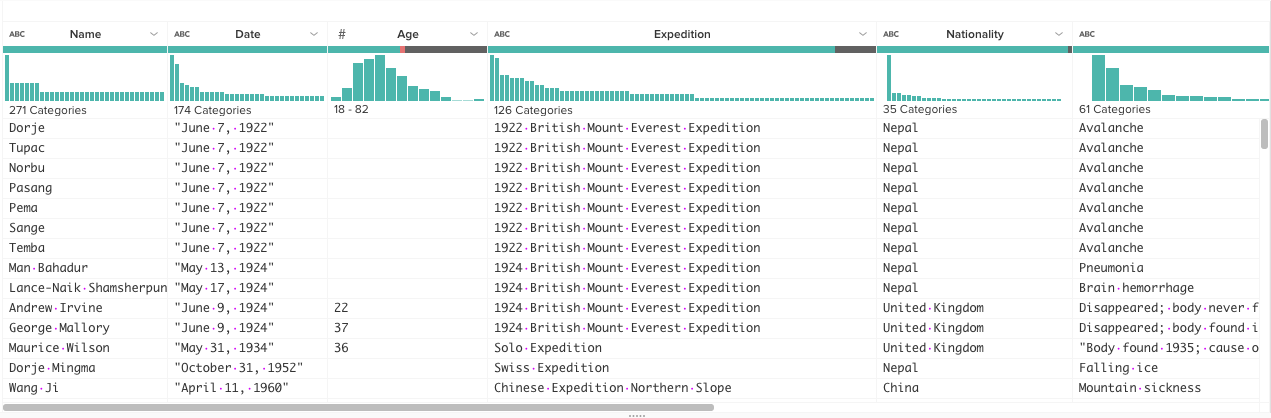 ABC Name ABC Date # Age ABC Expedition ABC Nationality ABC
271 Categories 174 Categories 18 - 82 126 Categories 35 Categories 61 Categories
Dorje "June·7,·1922" 1922·British·Mount·Everest·Expedition Nepal Avalanche
Tupac "June·7,·1922" 1922·British·Mount·Everest·Expedition Nepal Avalanche
Norbu "June·7,·1922" 1922·British·Mount·Everest·Expedition Nepal Avalanche
Pasang "June·7,·1922" 1922·British·Mount·Everest·Expedition Nepal Avalanche
Pema "June·7,·1922" 1922·British·Mount·Everest·Expedition Nepal Avalanche
Sange "June·7,·1922" 1922·British·Mount·Everest·Expedition Nepal Avalanche
Temba "June·7,·1922" 1922·British·Mount·Everest·Expedition Nepal Avalanche
Man·Bahadur "May·13,·1924" 1924·British·Mount·Everest·Expedition Nepal Pneumonia
Lance-Naik·Shamsherpun "May·17,·1924" 1924·British·Mount·Everest·Expedition Nepal Brain·hemorrhage
Andrew·Irvine "June·9,·1924" 22 1924·British·Mount·Everest·Expedition United·Kingdom Disappeared;·body·never·f
George·Mallory "June·9,·1924" 37 1924·British·Mount·Everest·Expedition United·Kingdom Disappeared;·body·found·i
Maurice·Wilson "May·31,·1934" 36 Solo·Expedition United·Kingdom "Body·found·1935;·cause·o
Dorje·Mingma "October·31,·1952" Swiss·Expedition Nepal Falling·ice
Wang·Ji "April·11,·1960" Chinese·Expedition·Northern·Slope China Mountain·sickness